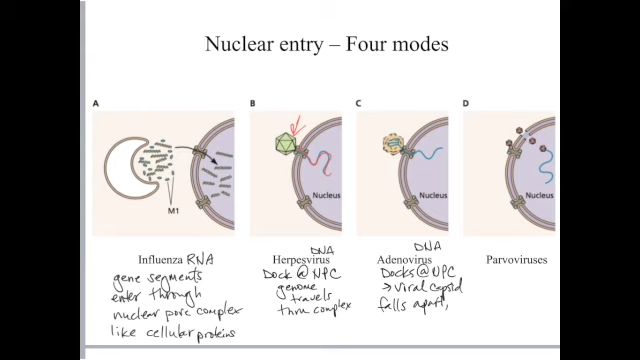 Nuclear entry – Four modes
A
B
C
D
M1
Nucleus
Nucleus
Nucleus
Influenza RNA
gene segments
enter through
nuclear pore complex
like cellular proteins
DNA
Herpesvirus
Dock @ NPC
genome
travels
thru complex
DNA
Adenovirus
Docks @ NPC
→ viral capsid
falls apart,
Parvoviruses